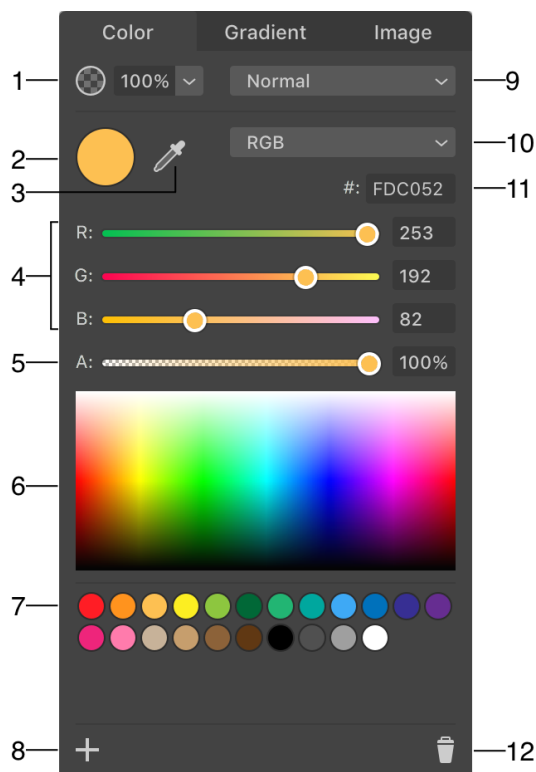 Color Gradient Image
1 100% Normal 9
2 RGB 10
3 #: FDC052 11
R: 253
4 G: 192
B: 82
5 A: 100%
6
7
8 12